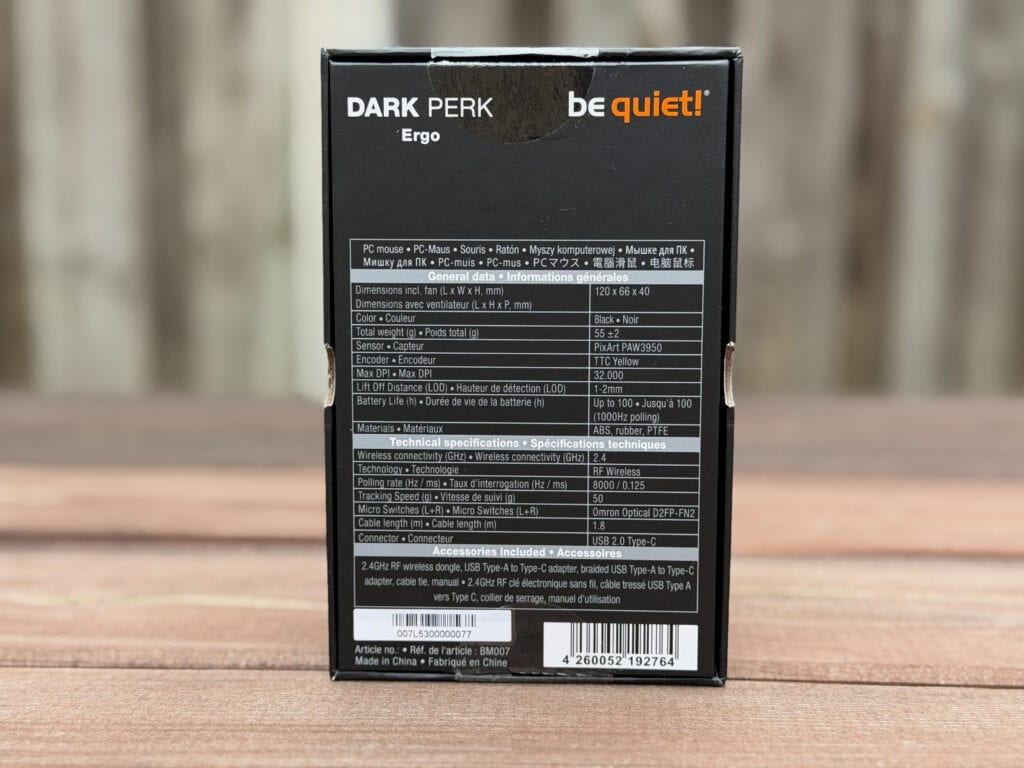 DARK PERK
Ergo
be quiet!®
PC mouse • PC-Maus • Souris • Ratón • Myszy komputerowej • Мышке для ПК •
Мишку для ПК • PC-muis • PC-mus • PCマウス • 電腦滑鼠 • 电脑鼠标
General data • Informations générales
Dimensions incl. fan (L x W x H, mm) 120 x 66 x 40
Dimensions avec ventilateur (L x H x P, mm)
Color • Couleur Black • Noir
Total weight (g) • Poids total (g) 55 ±2
Sensor • Capteur PixArt PAW3950
Encoder • Encodeur TTC Yellow
Max DPI • Max DPI 32.000
Lift Off Distance (LOD) • Hauteur de détection (LOD) 1-2mm
Battery Life (h) • Durée de vie de la batterie (h) Up to 100 • Jusqu'à 100
(1000Hz polling)
Materials • Matériaux ABS, rubber, PTFE
Technical specifications • Spécifications techniques
Wireless connectivity (GHz) • Wireless connectivity (GHz) 2.4
Technology • Technologie RF Wireless
Polling rate (Hz / ms) • Taux d'interrogation (Hz / ms) 8000 / 0.125
Tracking Speed (g) • Vitesse de suivi (g) 50
Micro Switches (L+R) • Micro Switches (L+R) Omron Optical D2FP-FN2
Cable length (m) • Cable length (m) 1.8
Connector • Connecteur USB 2.0 Type-C
Accessories Included • Accessoires
2.4GHz RF wireless dongle, USB Type-A to Type-C adapter, braided USB Type-A to Type-C
adapter, cable tie, manual • 2.4GHz RF clé électronique sans fil, câble tressé USB Type A
vers Type C, collier de serrage, manuel d'utilisation
007L5300000077
Article no.: • Réf. de l'article : BM007
Made in China • Fabriqué en Chine
4 260052 192764